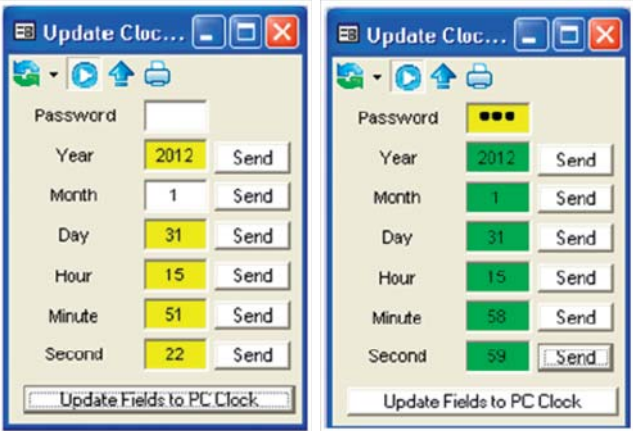 Update Cloc...
Password
Year 2012 Send
Month 1 Send
Day 31 Send
Hour 15 Send
Minute 51 Send
Second 22 Send
Update Fields to PC Clock
Update Cloc...
Password •••
Year 2012 Send
Month 1 Send
Day 31 Send
Hour 15 Send
Minute 58 Send
Second 59 Send
Update Fields to PC Clock